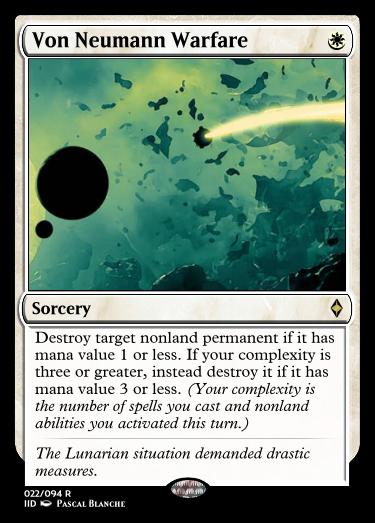 Von Neumann Warfare
Sorcery
Destroy target nonland permanent if it has
mana value 1 or less. If your complexity is
three or greater, instead destroy it if it has
mana value 3 or less. (Your complexity is
the number of spells you cast and nonland
abilities you activated this turn.)
The Lunarian situation demanded drastic
measures.
022/094 R
IID Pascal Blanche